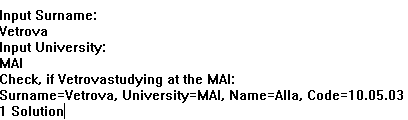 Input Surname:
Vetrova
Input University:
MAI
Check, if Vetrovastudying at the MAI:
Surname=Vetrova, University=MAI, Name=Alla, Code=10.05.03
1 Solution